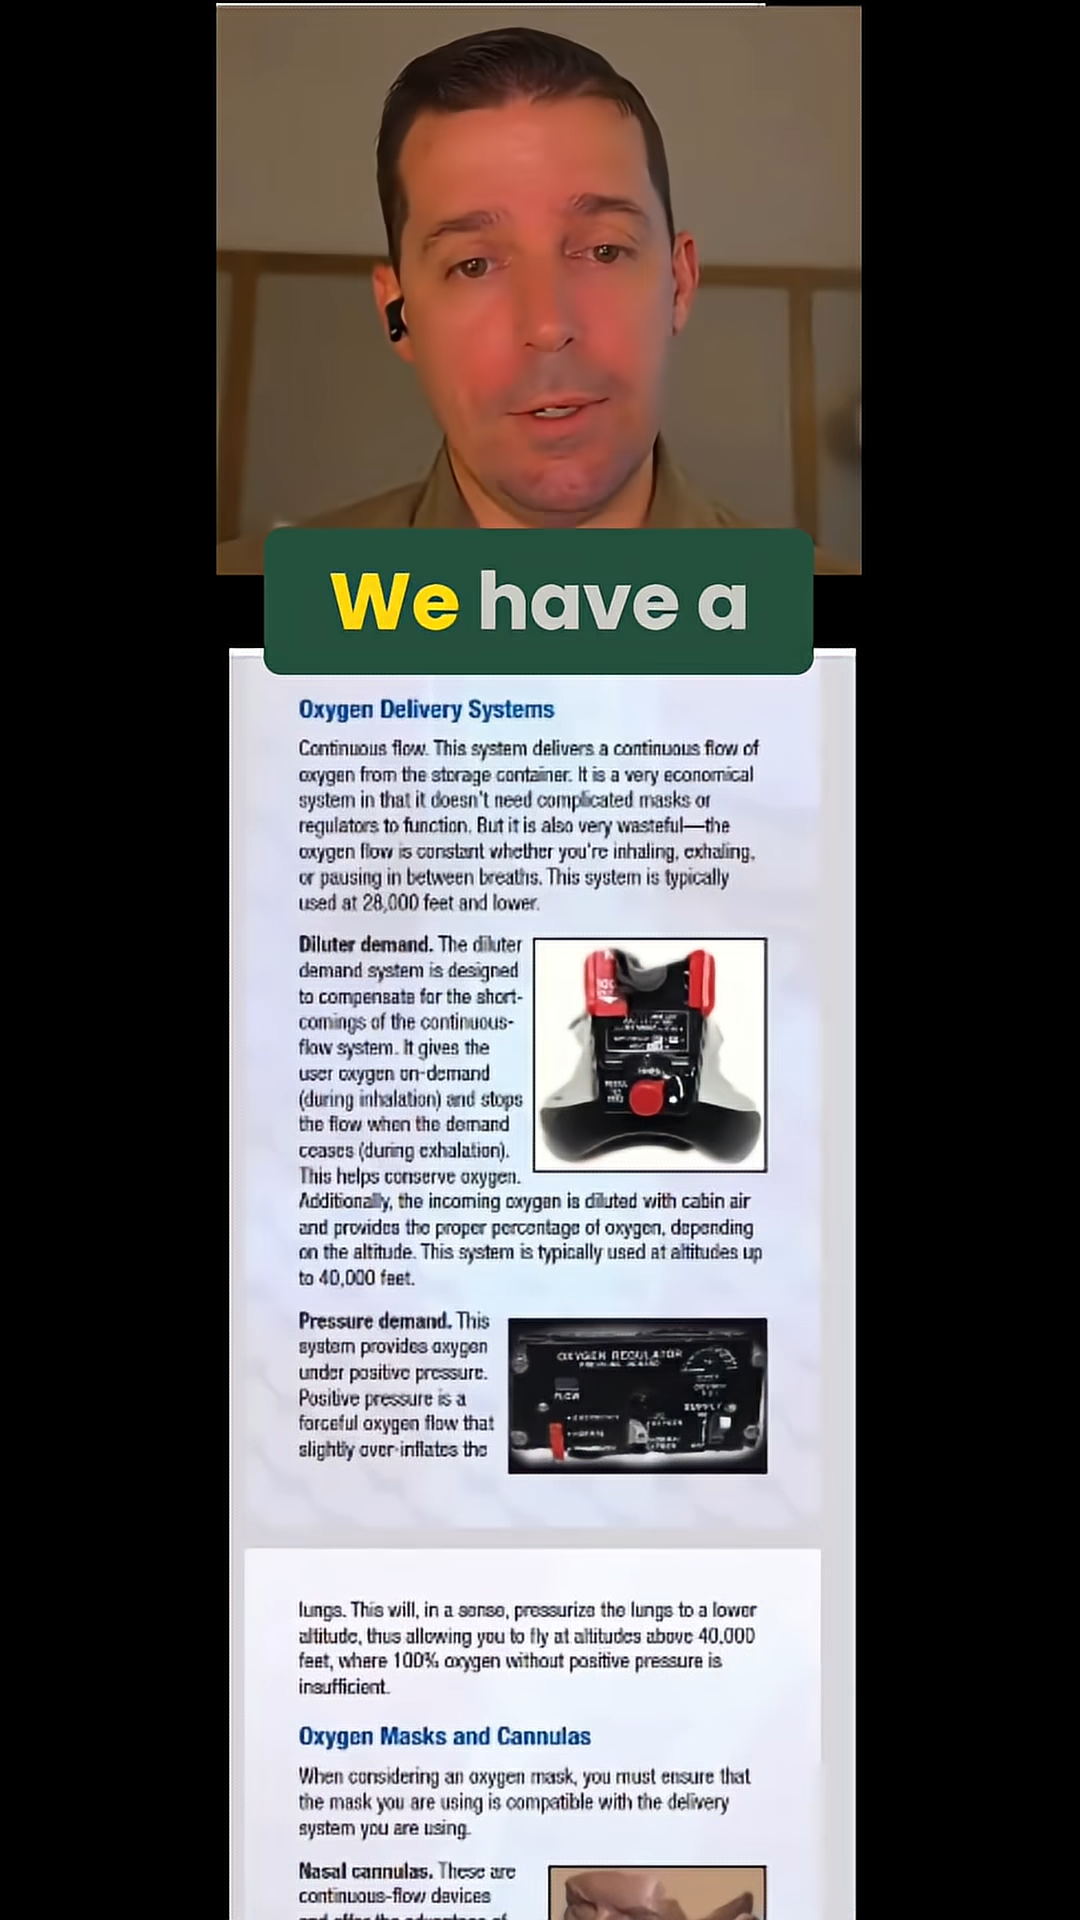 We have a
Oxygen Delivery Systems
Continuous flow. This system delivers a continuous flow of
oxygen from the storage container. It is a very economical
system in that it doesn't need complicated masks or
regulators to function. But it is also very wasteful—the
oxygen flow is constant whether you're inhaling, exhaling,
or pausing in between breaths. This system is typically
used at 28,000 feet and lower.
Diluter demand. The diluter
demand system is designed
to compensate for the short-
comings of the continuous-
flow system. It gives the
user oxygen on-demand
(during inhalation) and stops
the flow when the demand
ceases (during exhalation).
This helps conserve oxygen.
Additionally, the incoming oxygen is diluted with cabin air
and provides the proper percentage of oxygen, depending
on the altitude. This system is typically used at altitudes up
to 40,000 feet.
Pressure demand. This
system provides oxygen
under positive pressure.
Positive pressure is a
forceful oxygen flow that
slightly over-inflates the
OXYGEN REGULATOR
FLOW
SUPPLY
lungs. This will, in a sense, pressurize the lungs to a lower
altitude, thus allowing you to fly at altitudes above 40,000
feet, where 100% oxygen without positive pressure is
insufficient.
Oxygen Masks and Cannulas
When considering an oxygen mask, you must ensure that
the mask you are using is compatible with the delivery
system you are using.
Nasal cannulas. These are
continuous-flow devices
and offer the advantage of